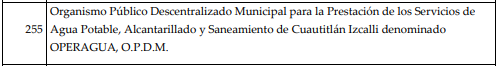 Organismo Público Descentralizado Municipal para la Prestación de los Servicios de
255 Agua Potable, Alcantarillado y Saneamiento de Cuautitlán Izcalli denominado
OPERAGUA, O.P.D.M.